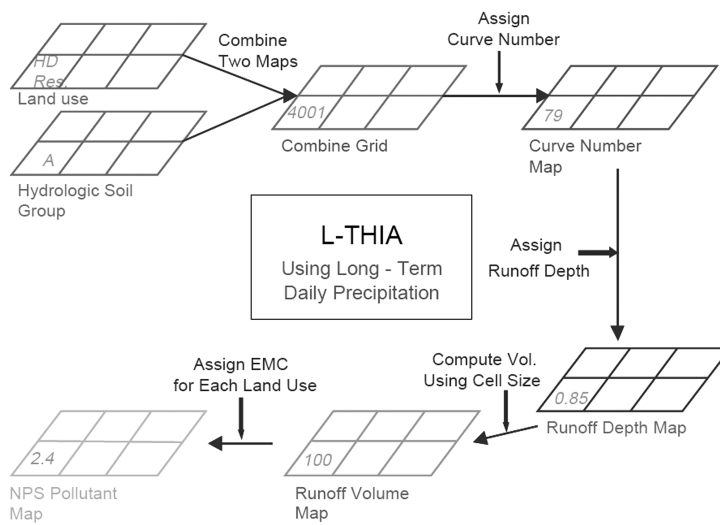 HD
Res.
Land use
Combine
Two Maps
A
Hydrologic Soil
Group
4001
Combine Grid
Assign
Curve Number
79
Curve Number
Map
L-THIA
Using Long - Term
Daily Precipitation
Assign
Runoff Depth
0.85
Runoff Depth Map
Compute Vol.
Using Cell Size
100
Runoff Volume
Map
Assign EMC
for Each Land Use
2.4
NPS Pollutant
Map